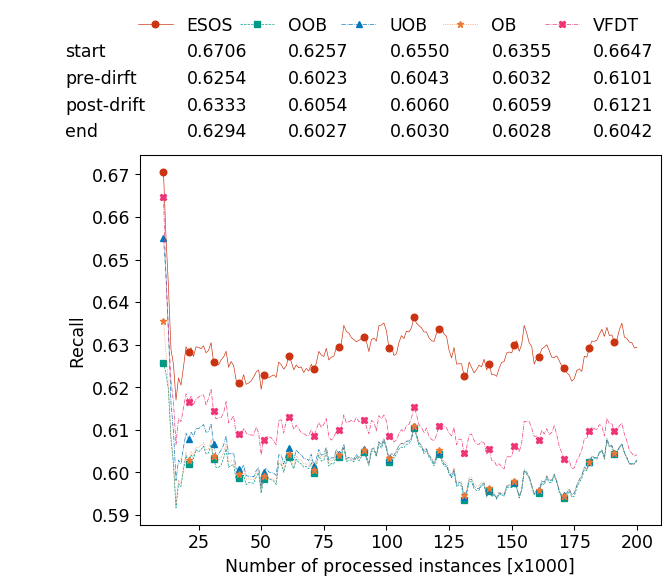 ESOS OOB UOB OB VFDT
start 0.6706 0.6257 0.6550 0.6355 0.6647
pre-dirft 0.6254 0.6023 0.6043 0.6032 0.6101
post-drift 0.6333 0.6054 0.6060 0.6059 0.6121
end 0.6294 0.6027 0.6030 0.6028 0.6042
0.67
0.66
0.65
0.64
0.63
0.62
0.61
0.60
0.59
Recall
25 50 75 100 125 150 175 200
Number of processed instances [x1000]